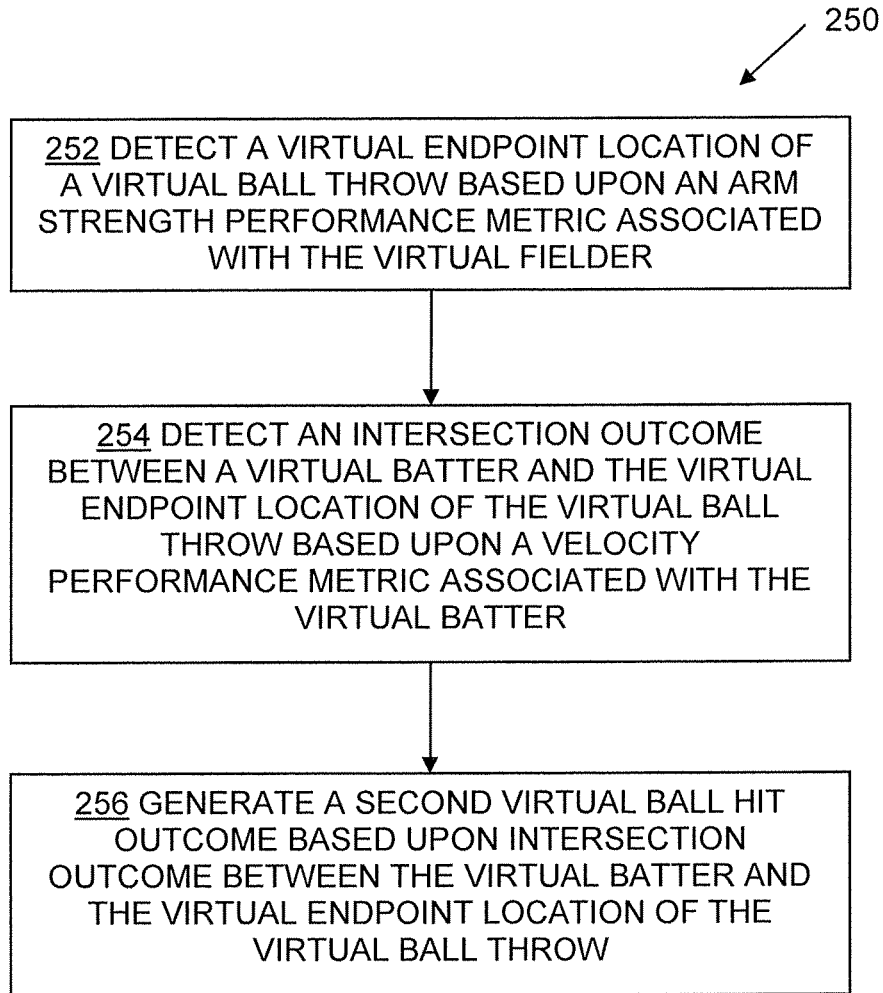 250
252 DETECT A VIRTUAL ENDPOINT LOCATION OF
A VIRTUAL BALL THROW BASED UPON AN ARM
STRENGTH PERFORMANCE METRIC ASSOCIATED
WITH THE VIRTUAL FIELDER
254 DETECT AN INTERSECTION OUTCOME
BETWEEN A VIRTUAL BATTER AND THE VIRTUAL
ENDPOINT LOCATION OF THE VIRTUAL BALL
THROW BASED UPON A VELOCITY
PERFORMANCE METRIC ASSOCIATED WITH THE
VIRTUAL BATTER
256 GENERATE A SECOND VIRTUAL BALL HIT
OUTCOME BASED UPON INTERSECTION
OUTCOME BETWEEN THE VIRTUAL BATTER AND
THE VIRTUAL ENDPOINT LOCATION OF THE
VIRTUAL BALL THROW